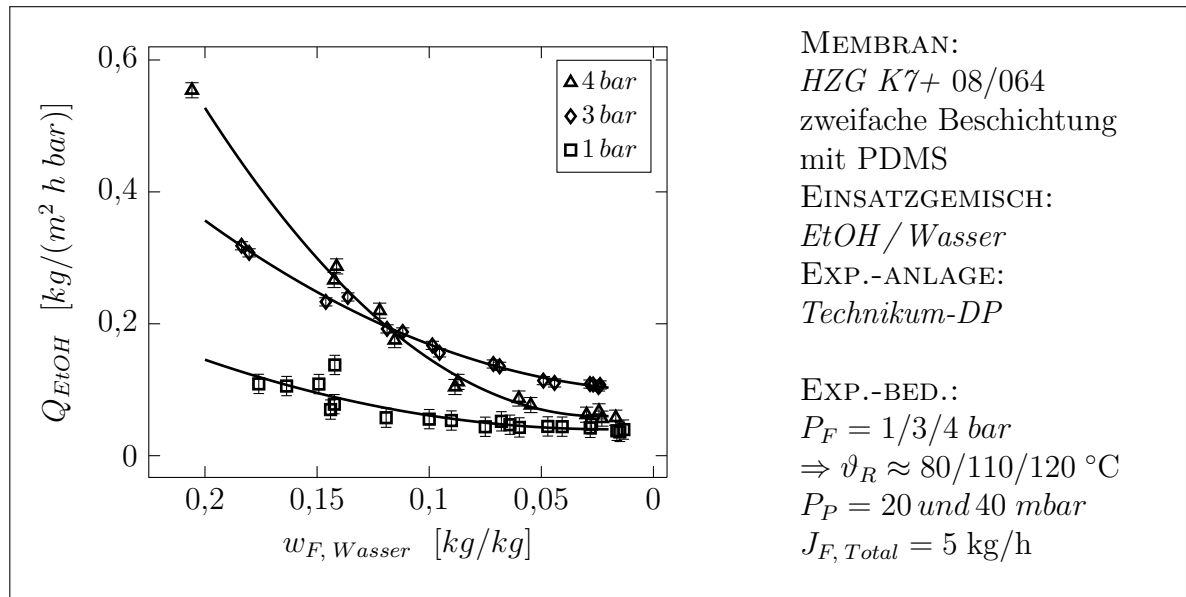 0,6
0,4
0,2
0
0,2
0,15
0,1
0,05
0
Q_EtOH [kg/(m² h bar)]
w_F, Wasser [kg/kg]
4 bar
3 bar
1 bar
MEMBRAN:
HZG K7+ 08/064
zweifache Beschichtung
mit PDMS
EINSATZGEMISCH:
EtOH / Wasser
EXP.-ANLAGE:
Technikum-DP
EXP.-BED.:
P_F = 1/3/4 bar
⇒ ϑ_R ≈ 80/110/120 °C
P_P = 20 und 40 mbar
J_F, Total = 5 kg/h